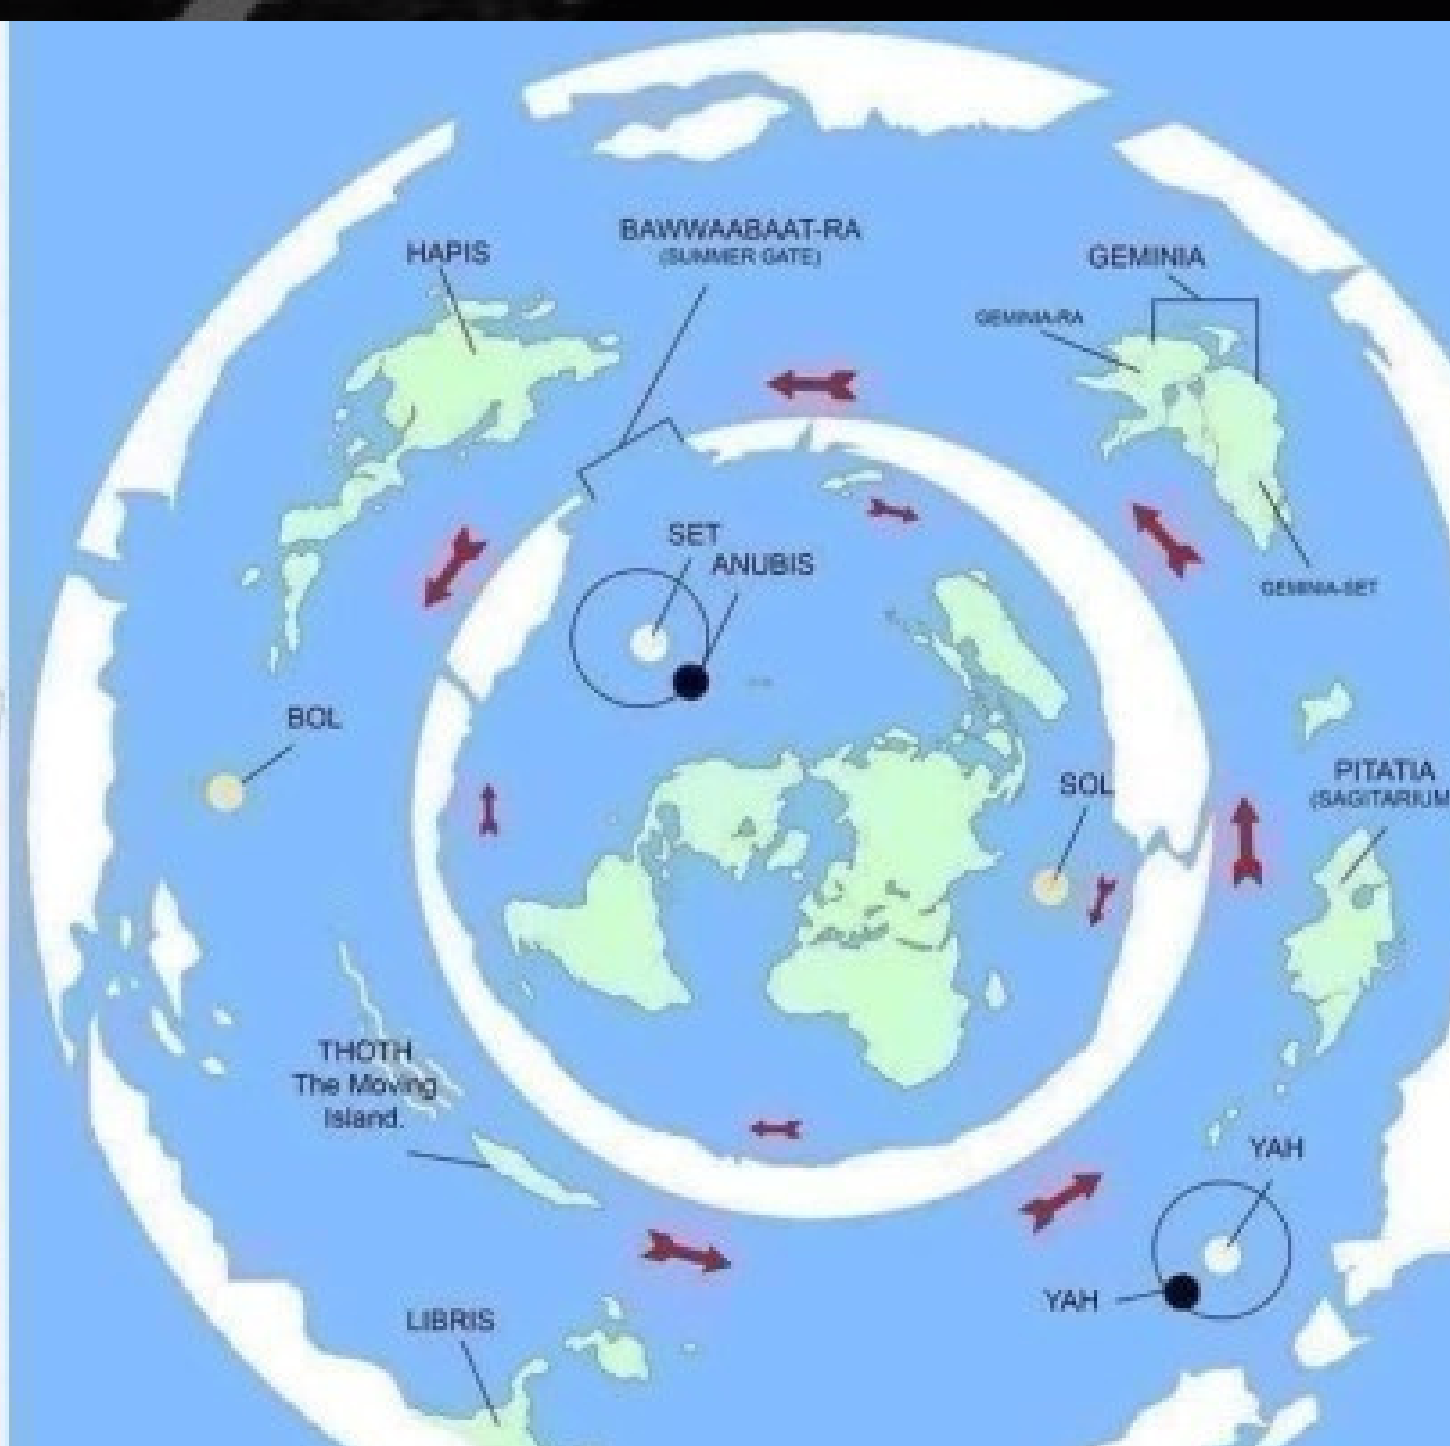 BAWWAABAAT-RA
(SUMMER GATE)
HAPIS
GEMINIA
GEMINIA-RA
GEMINIA-SET
SET
ANUBIS
BOL
SOL
PITATIA
(SAGITARIUM
THOTH
The Moving
Island.
YAH
YAH
LIBRIS